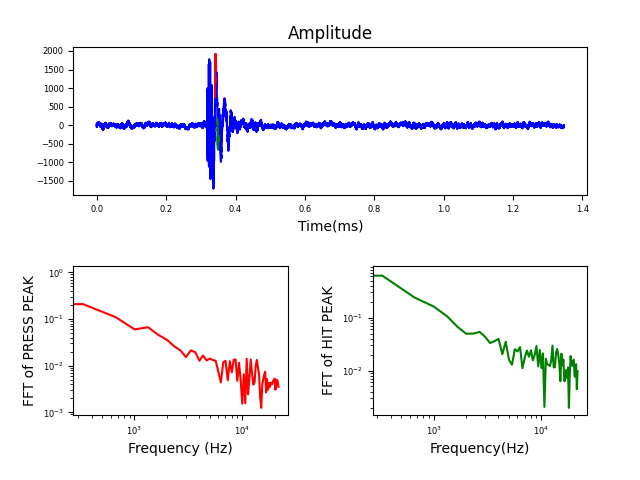 Amplitude
2000
1500
1000
500
0
−500
−1000
−1500
0.0 0.2 0.4 0.6 0.8 1.0 1.2 1.4
Time(ms)
FFT of PRESS PEAK
10⁰
10⁻¹
10⁻²
10⁻³
10³ 10⁴
Frequency (Hz)
FFT of HIT PEAK
10⁻¹
10⁻²
10³ 10⁴
Frequency(Hz)